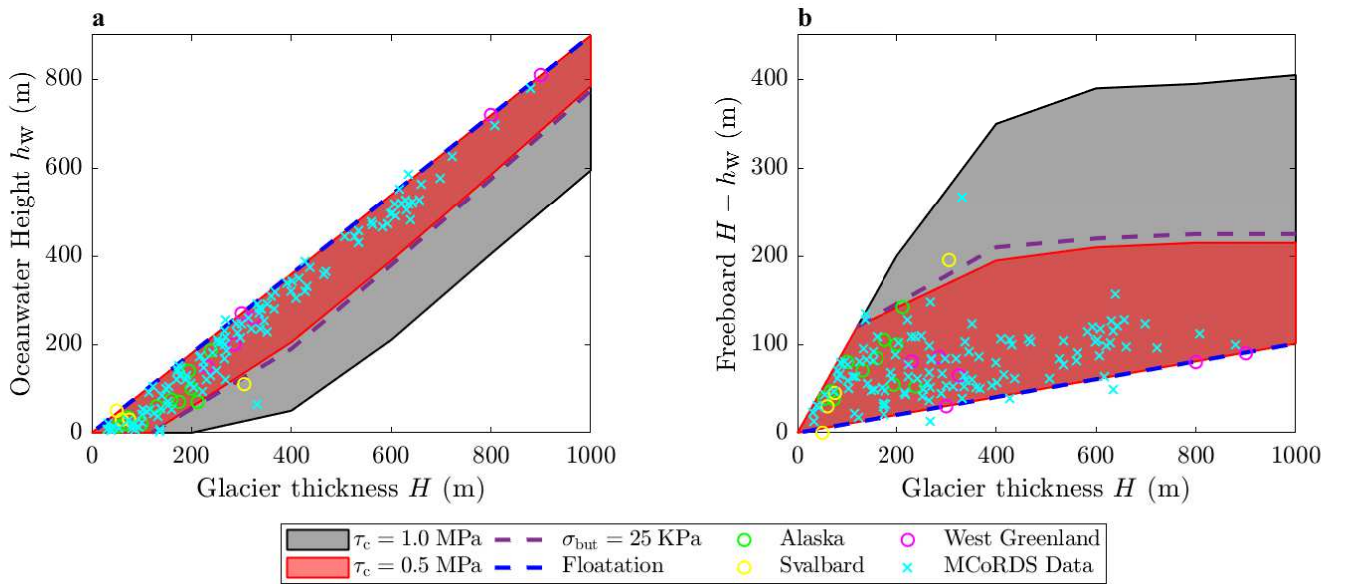 a
b
Oceanwater Height h_w (m)
800
600
400
200
0
0 200 400 600 800 1000
Glacier thickness H (m)
Freeboard H − h_w (m)
400
300
200
100
0
0 200 400 600 800 1000
Glacier thickness H (m)
τ_c = 1.0 MPa
σ_but = 25 KPa
Alaska
West Greenland
τ_c = 0.5 MPa
Floatation
Svalbard
MCoRDS Data